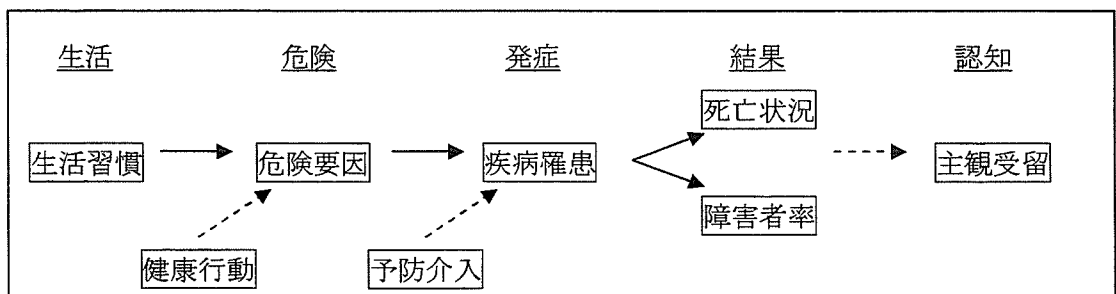 生活 危険 発症 結果 認知
死亡状況
生活習慣 危険要因 疾病罹患 主観受留
障害者率
健康行動 予防介入